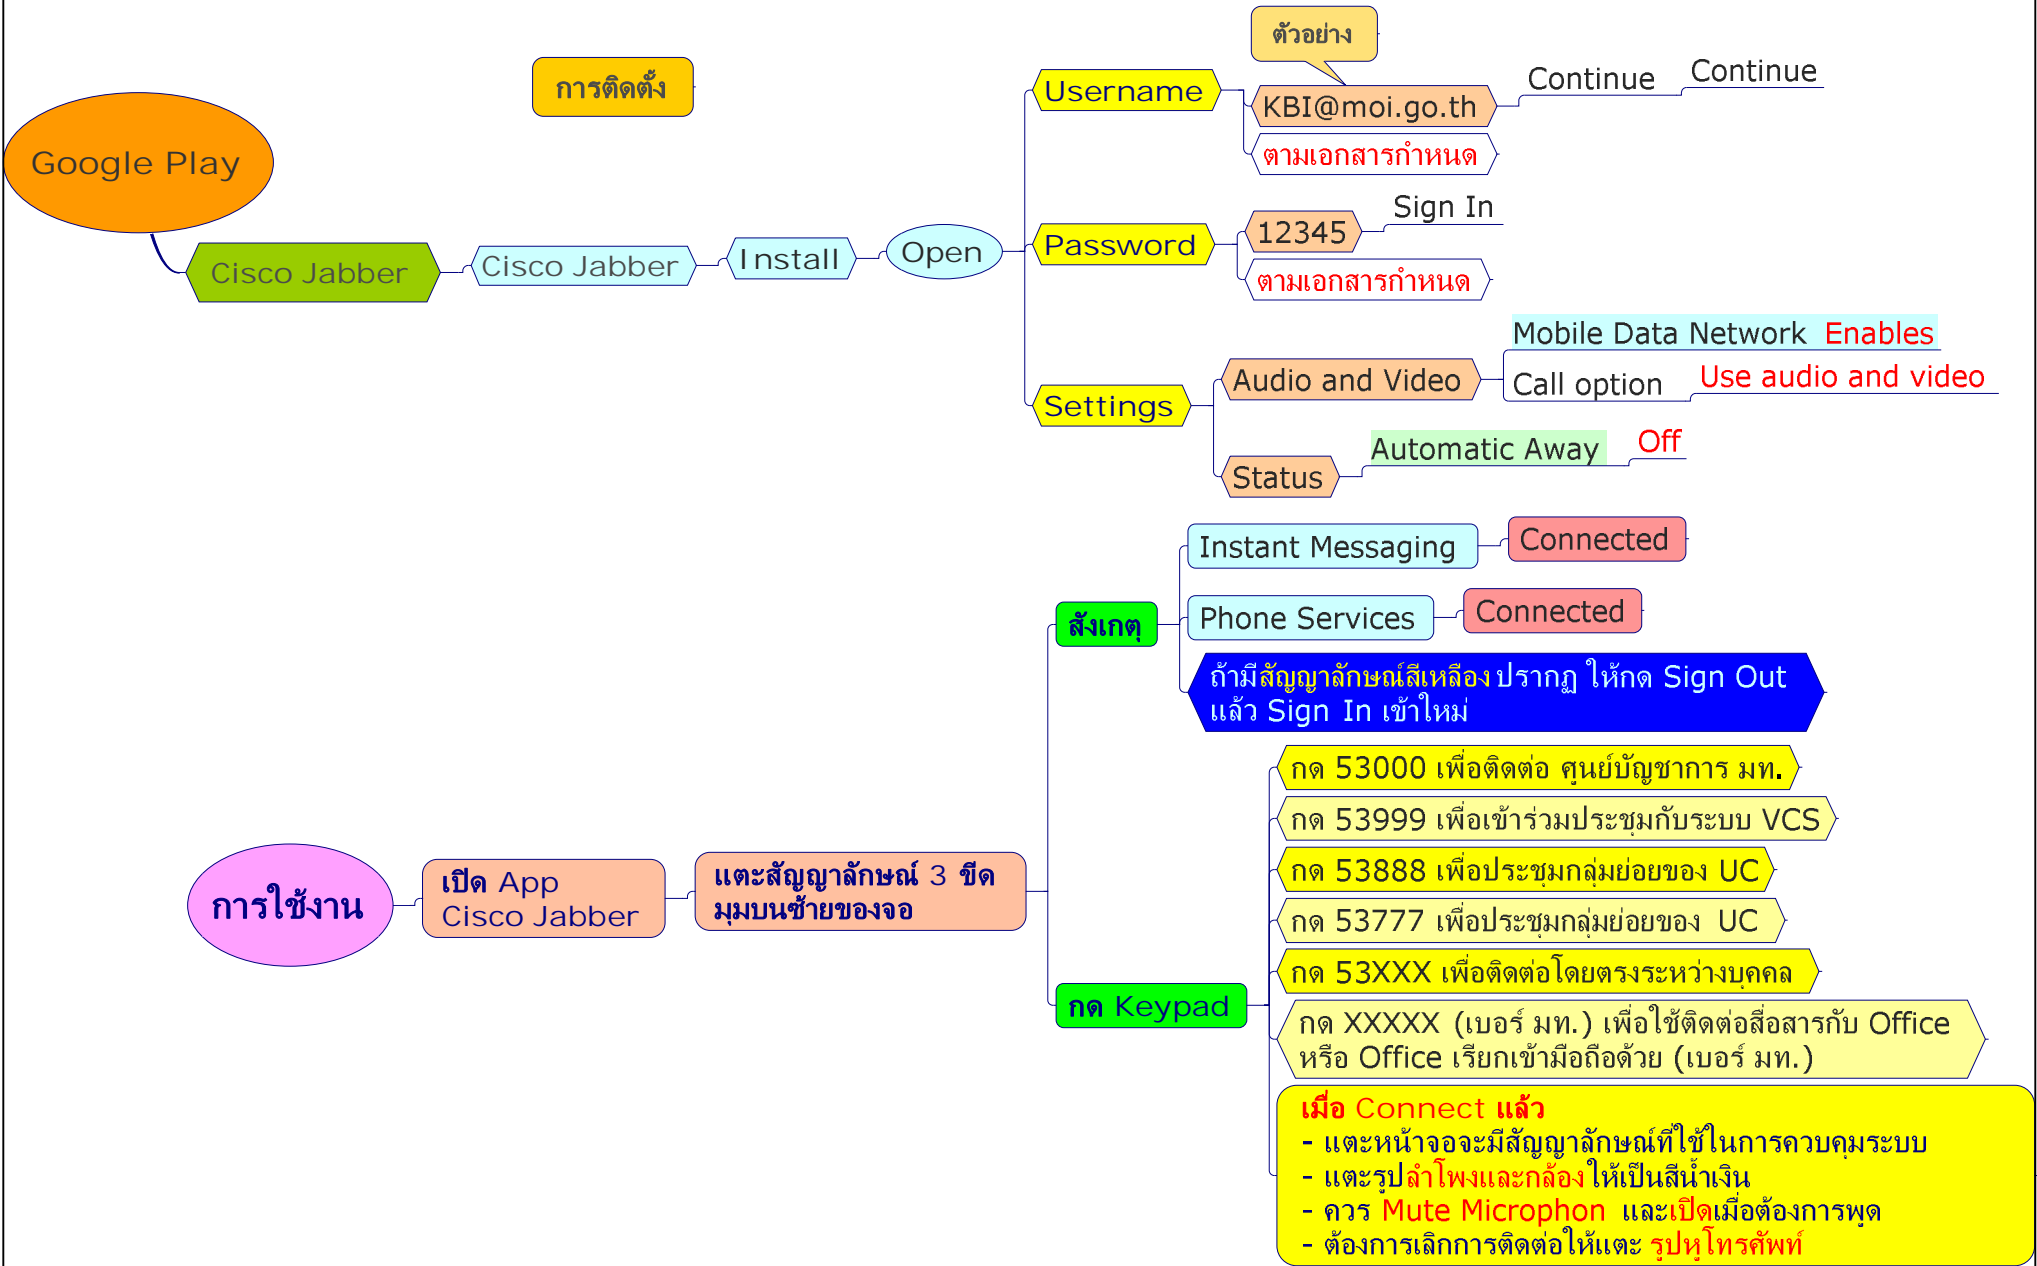 การติดตั้ง
Google Play
Cisco Jabber
Cisco Jabber
Install
Open
Username
ตัวอย่าง
KBI@moi.go.th
Continue
Continue
ตามเอกสารกำหนด
Password
12345
Sign In
ตามเอกสารกำหนด
Settings
Audio and Video
Mobile Data Network Enables
Call option
Use audio and video
Status
Automatic Away
Off
การใช้งาน
เปิด App
Cisco Jabber
แตะสัญญาลักษณ์ 3 ขีด
มุมบนซ้ายของจอ
สังเกตุ
Instant Messaging
Connected
Phone Services
Connected
ถ้ามีสัญญาลักษณ์สีเหลืองปรากฏ ให้กด Sign Out
แล้ว Sign In เข้าใหม่
กด Keypad
กด 53000 เพื่อติดต่อ ศูนย์บัญชาการ มท.
กด 53999 เพื่อเข้าร่วมประชุมกับระบบ VCS
กด 53888 เพื่อประชุมกลุ่มย่อยของ UC
กด 53777 เพื่อประชุมกลุ่มย่อยของ UC
กด 53XXX เพื่อติดต่อโดยตรงระหว่างบุคคล
กด XXXXX (เบอร์ มท.) เพื่อใช้ติดต่อสื่อสารกับ Office
หรือ Office เรียกเข้ามือถือด้วย (เบอร์ มท.)
เมื่อ Connect แล้ว
- แตะหน้าจอจะมีสัญญาลักษณ์ที่ใช้ในการควบคุมระบบ
- แตะรูปลำโพงและกล้องให้เป็นสีน้ำเงิน
- ควร Mute Microphon และเปิดเมื่อต้องการพูด
- ต้องการเลิกการติดต่อให้แตะ รูปหูโทรศัพท์